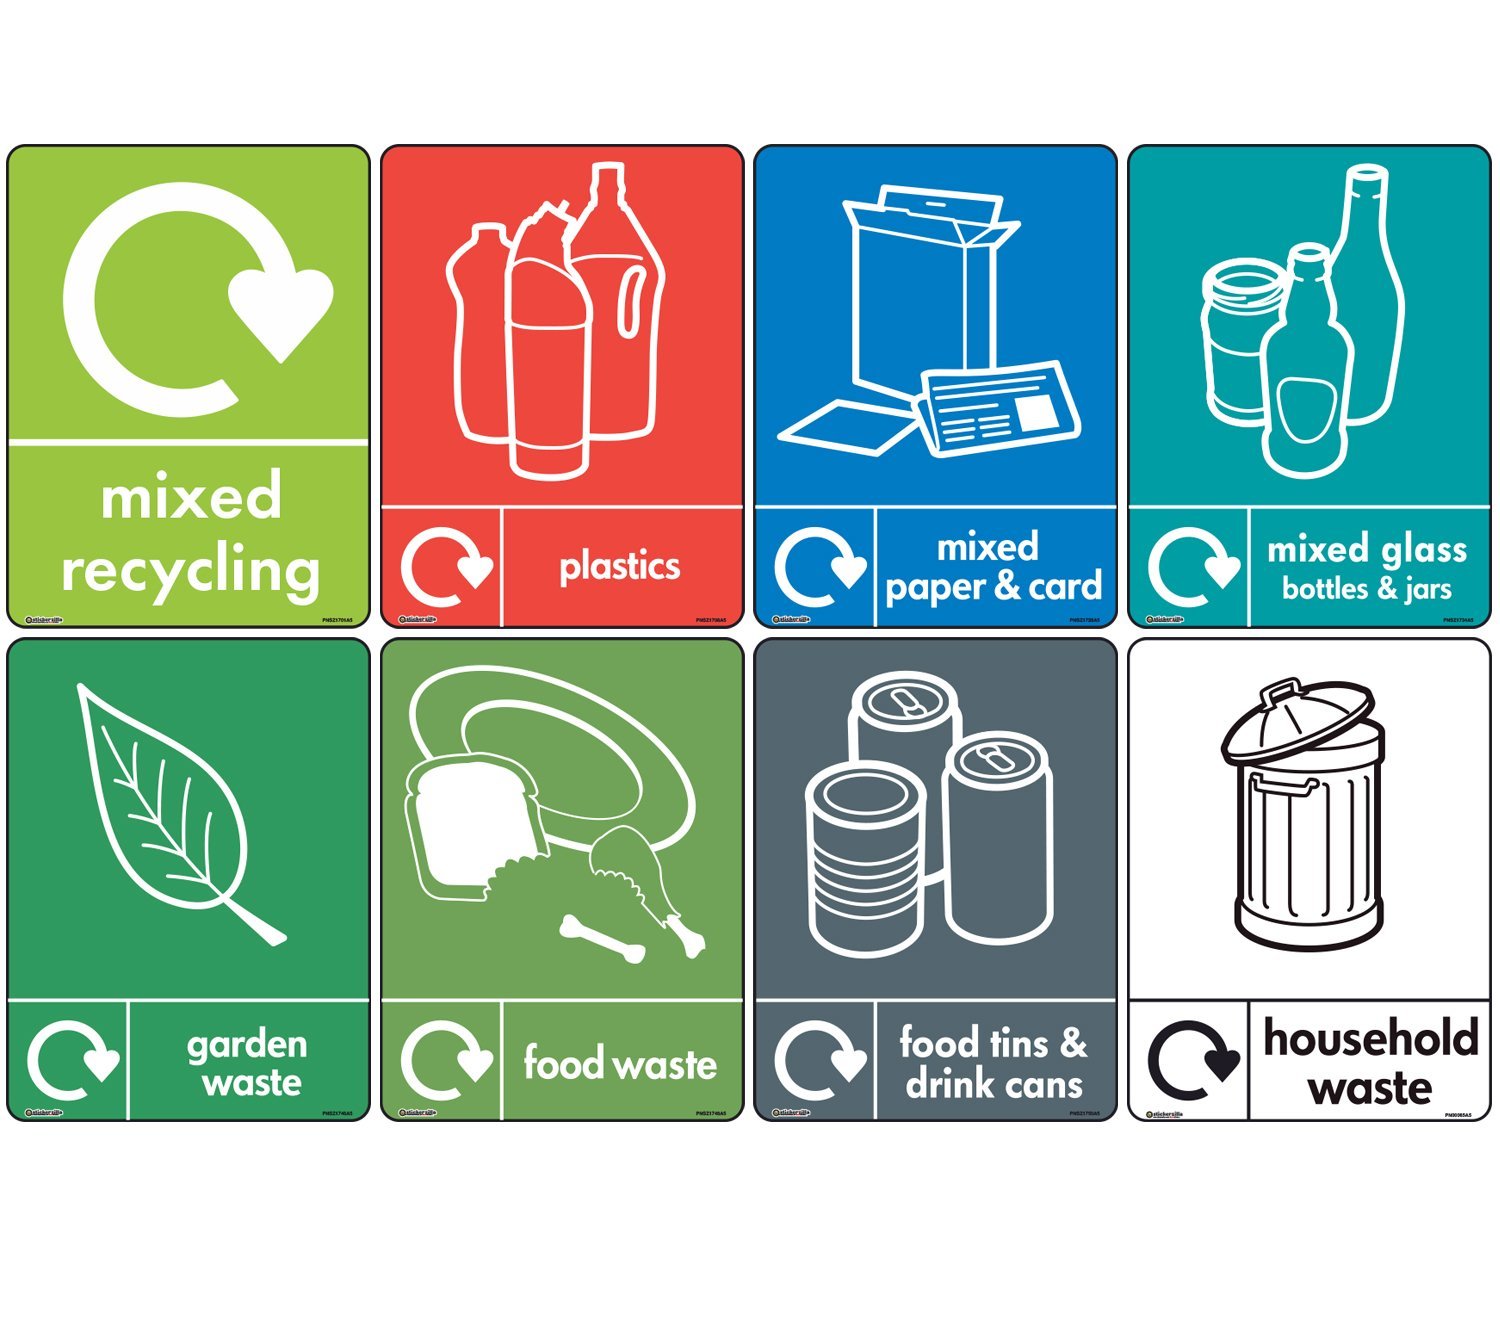 mixed
recycling
plastics
mixed
paper & card
mixed glass
bottles & jars
garden
waste
food waste
food tins &
drink cans
household
waste